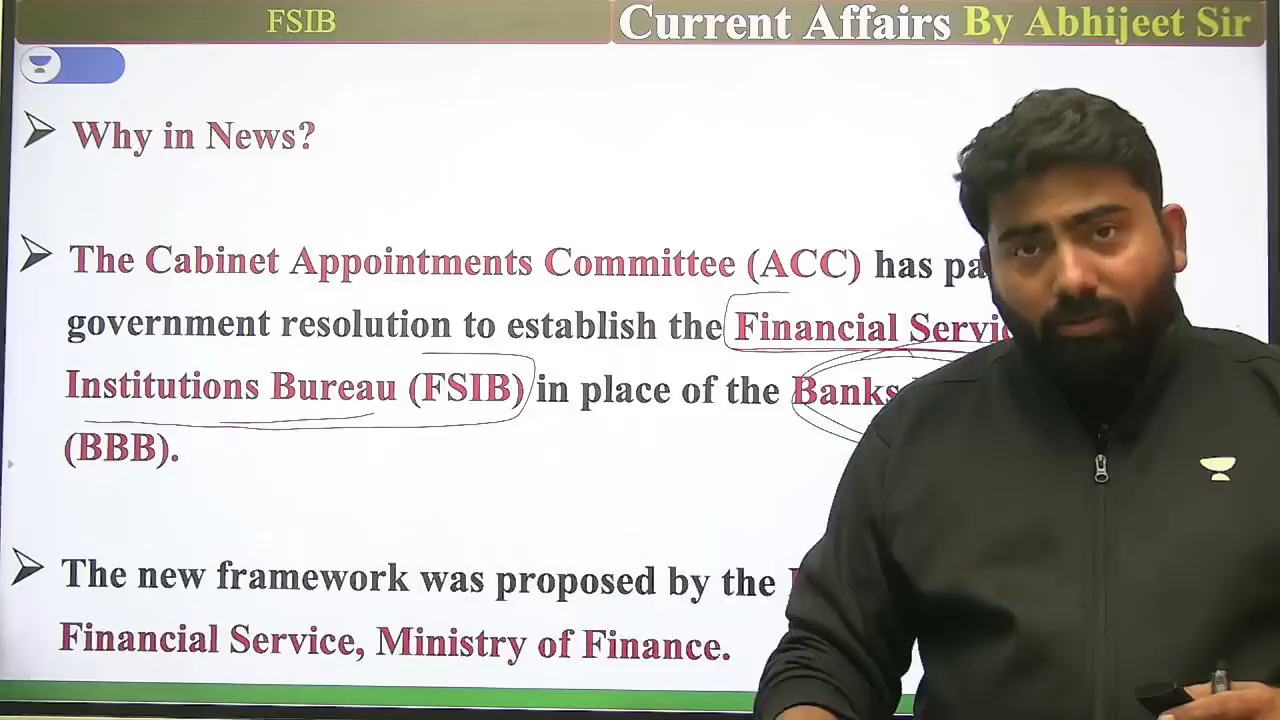 FSIB
Current Affairs By Abhijeet Sir
Why in News?
The Cabinet Appointments Committee (ACC) has
government resolution to establish the Financial
Institutions Bureau (FSIB) in place of the Banks
(BBB).
The new framework was proposed by the
Financial Service, Ministry of Finance.